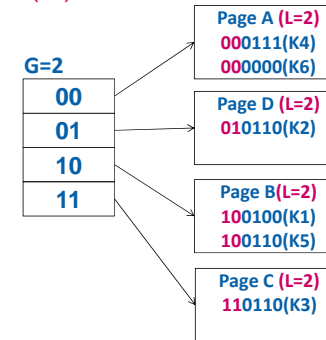 G=2
00
01
10
11
Page A (L=2)
000111(K4)
000000(K6)
Page D (L=2)
010110(K2)
Page B(L=2)
100100(K1)
100110(K5)
Page C (L=2)
110110(K3)